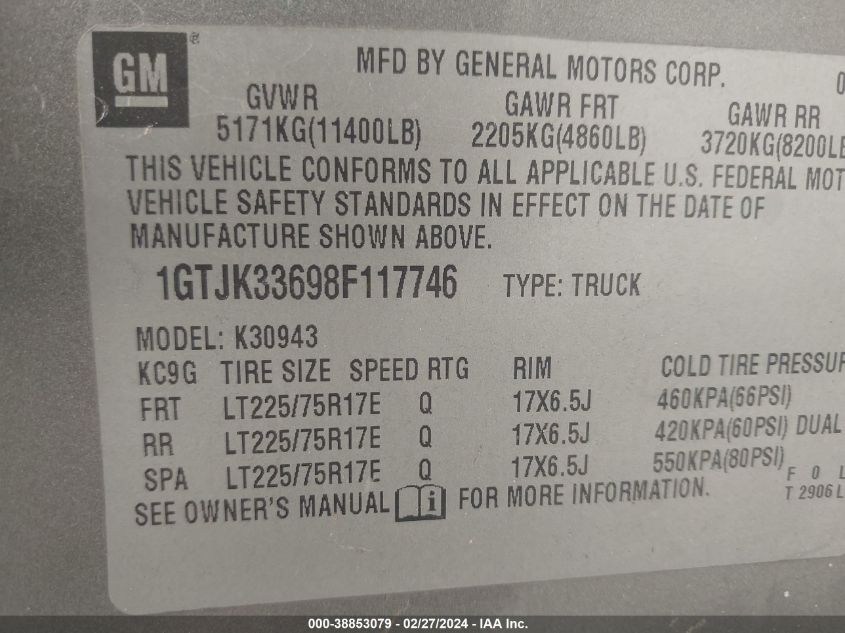 GM ®
MFD BY GENERAL MOTORS CORP. 0
GVWR GAWR FRT GAWR RR
5171KG(11400LB) 2205KG(4860LB) 3720KG(8200LB
THIS VEHICLE CONFORMS TO ALL APPLICABLE U.S. FEDERAL MOT
VEHICLE SAFETY STANDARDS IN EFFECT ON THE DATE OF
MANUFACTURE SHOWN ABOVE.
1GTJK33698F117746 TYPE: TRUCK
MODEL: K30943
KC9G TIRE SIZE SPEED RTG RIM COLD TIRE PRESSUR
FRT LT225/75R17E Q 17X6.5J 460KPA(66PSI)
RR LT225/75R17E Q 17X6.5J 420KPA(60PSI) DUAL
SPA LT225/75R17E Q 17X6.5J 550KPA(80PSI)
F 0 L
T 2906 L
SEE OWNER'S MANUAL i FOR MORE INFORMATION.
000-38853079 - 02/27/2024 - IAA Inc.